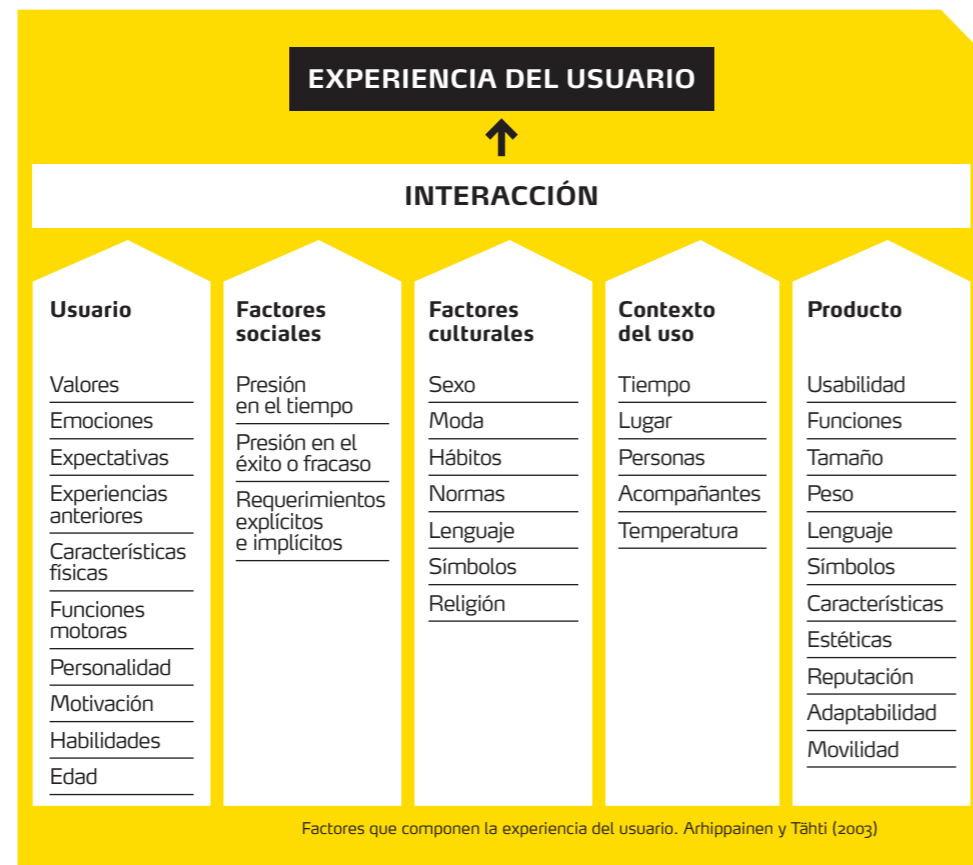 EXPERIENCIA DEL USUARIO
INTERACCIÓN
Usuario
Valores
Emociones
Expectativas
Experiencias
anteriores
Características
físicas
Funciones
motoras
Personalidad
Motivación
Habilidades
Edad
Factores
sociales
Presión
en el tiempo
Presión en el
éxito o fracaso
Requerimientos
explícitos
e implícitos
Factores
culturales
Sexo
Moda
Hábitos
Normas
Lenguaje
Símbolos
Religión
Contexto
del uso
Tiempo
Lugar
Personas
Acompañantes
Temperatura
Producto
Usabilidad
Funciones
Tamaño
Peso
Lenguaje
Símbolos
Características
Estéticas
Reputación
Adaptabilidad
Movilidad
Factores que componen la experiencia del usuario. Arhippainen y Tähti (2003)